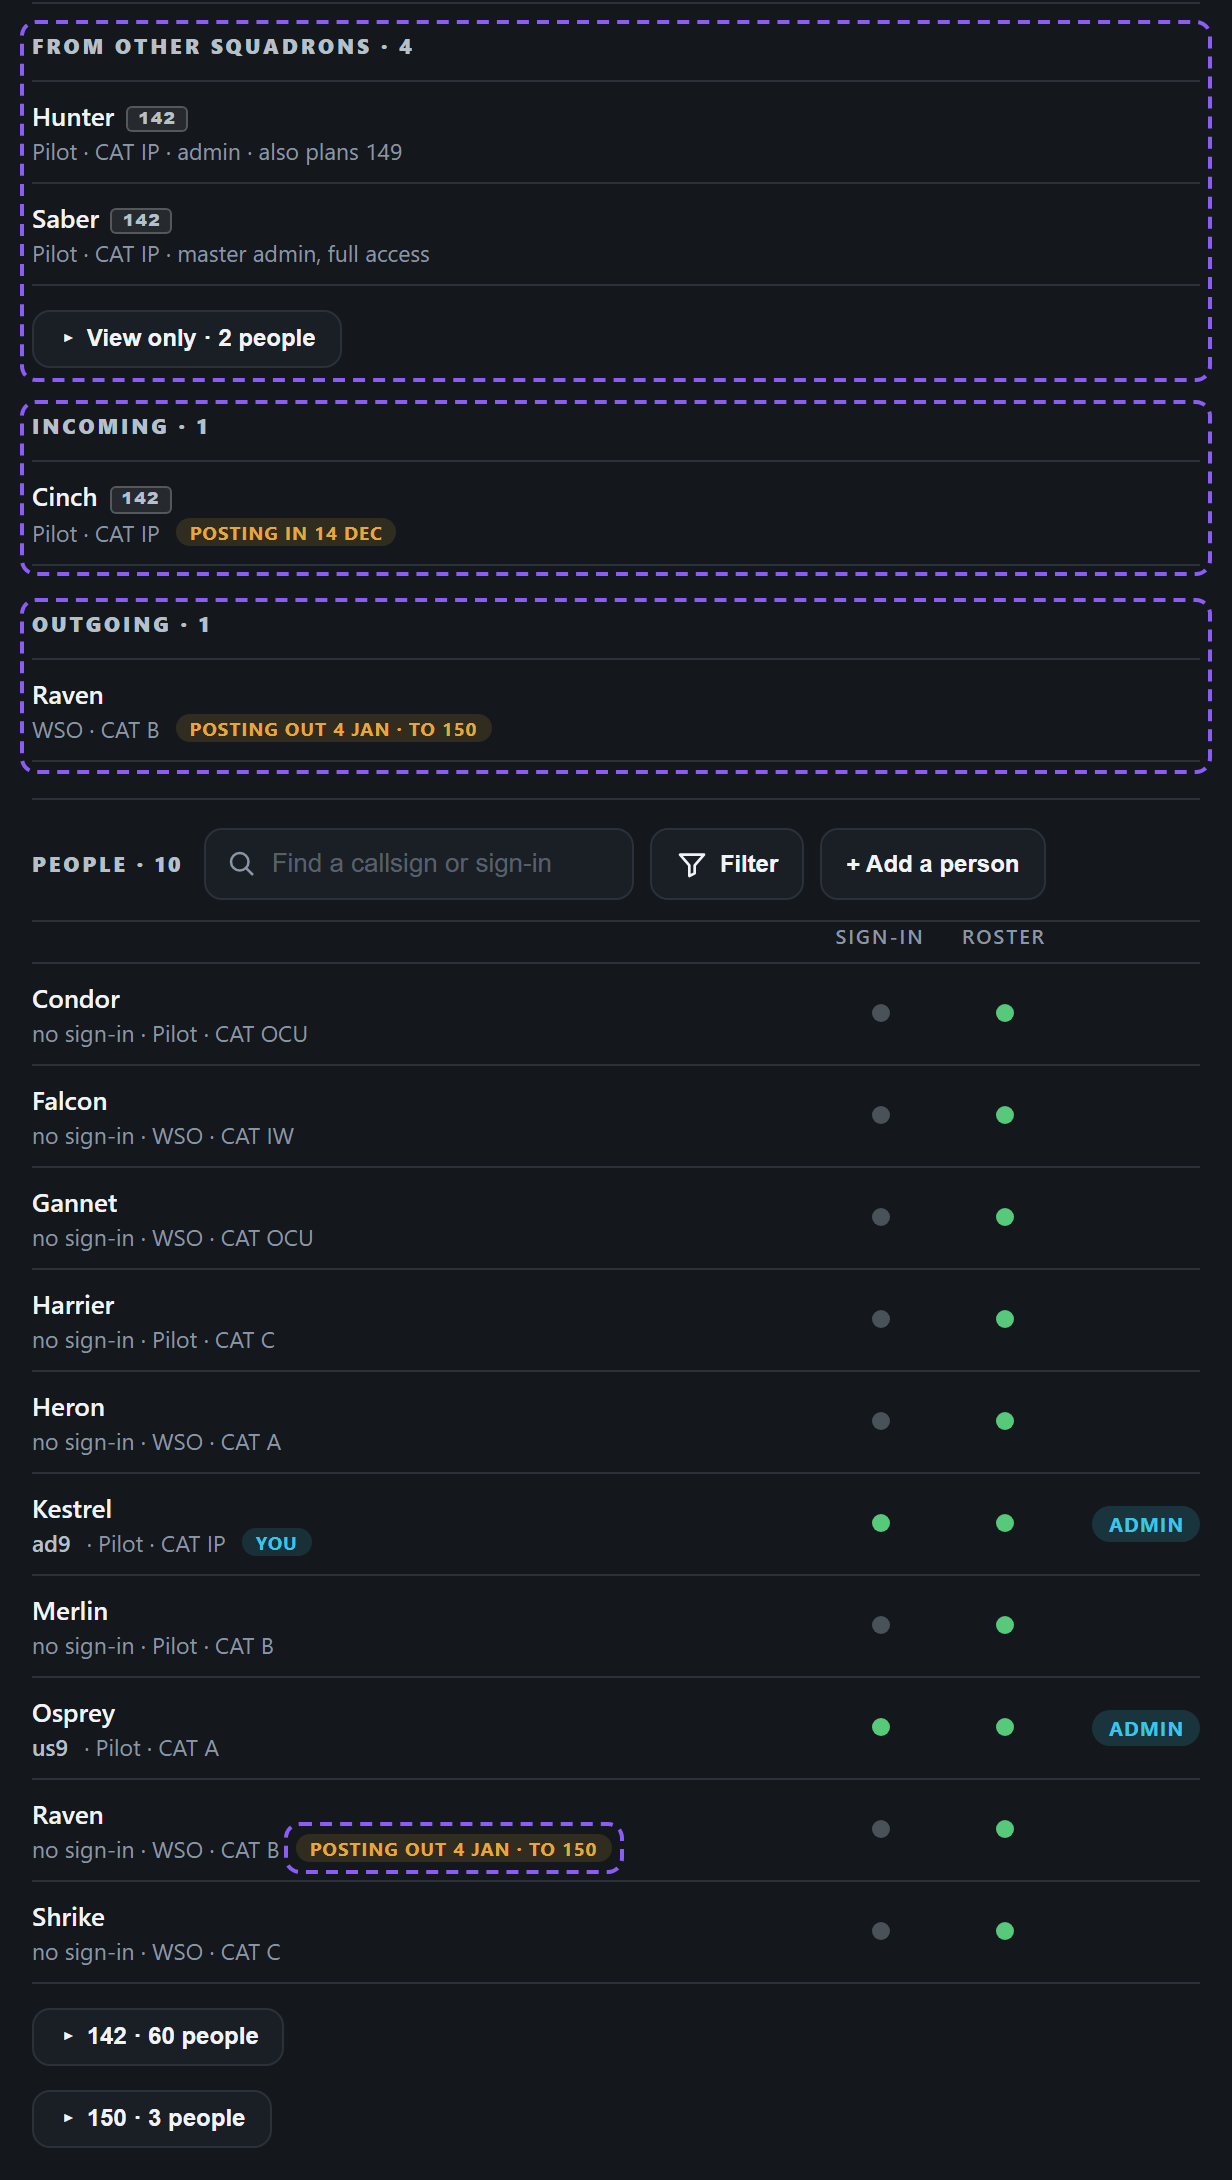 FROM OTHER SQUADRONS · 4
Hunter 142
Pilot · CAT IP · admin · also plans 149
Saber 142
Pilot · CAT IP · master admin, full access
▸ View only · 2 people
INCOMING · 1
Cinch 142
Pilot · CAT IP POSTING IN 14 DEC
OUTGOING · 1
Raven
WSO · CAT B POSTING OUT 4 JAN · TO 150
PEOPLE · 10 Find a callsign or sign-in Filter + Add a person
SIGN-IN ROSTER
Condor
no sign-in · Pilot · CAT OCU
Falcon
no sign-in · WSO · CAT IW
Gannet
no sign-in · WSO · CAT OCU
Harrier
no sign-in · Pilot · CAT C
Heron
no sign-in · WSO · CAT A
Kestrel
ad9 · Pilot · CAT IP YOU ADMIN
Merlin
no sign-in · Pilot · CAT B
Osprey
us9 · Pilot · CAT A ADMIN
Raven
no sign-in · WSO · CAT B POSTING OUT 4 JAN · TO 150
Shrike
no sign-in · WSO · CAT C
▸ 142 · 60 people
▸ 150 · 3 people